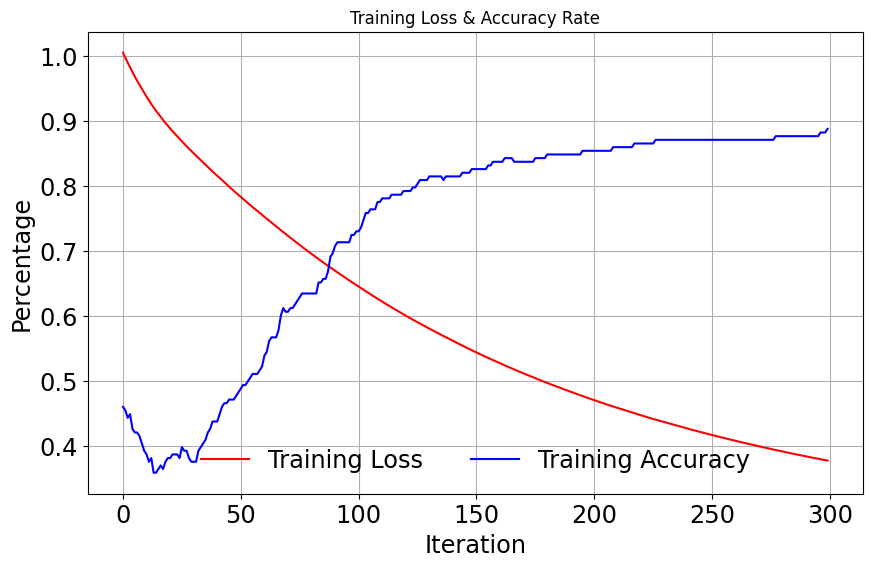 Training Loss & Accuracy Rate
Percentage
1.0
0.9
0.8
0.7
0.6
0.5
0.4
Training Loss
Training Accuracy
0 50 100 150 200 250 300
Iteration